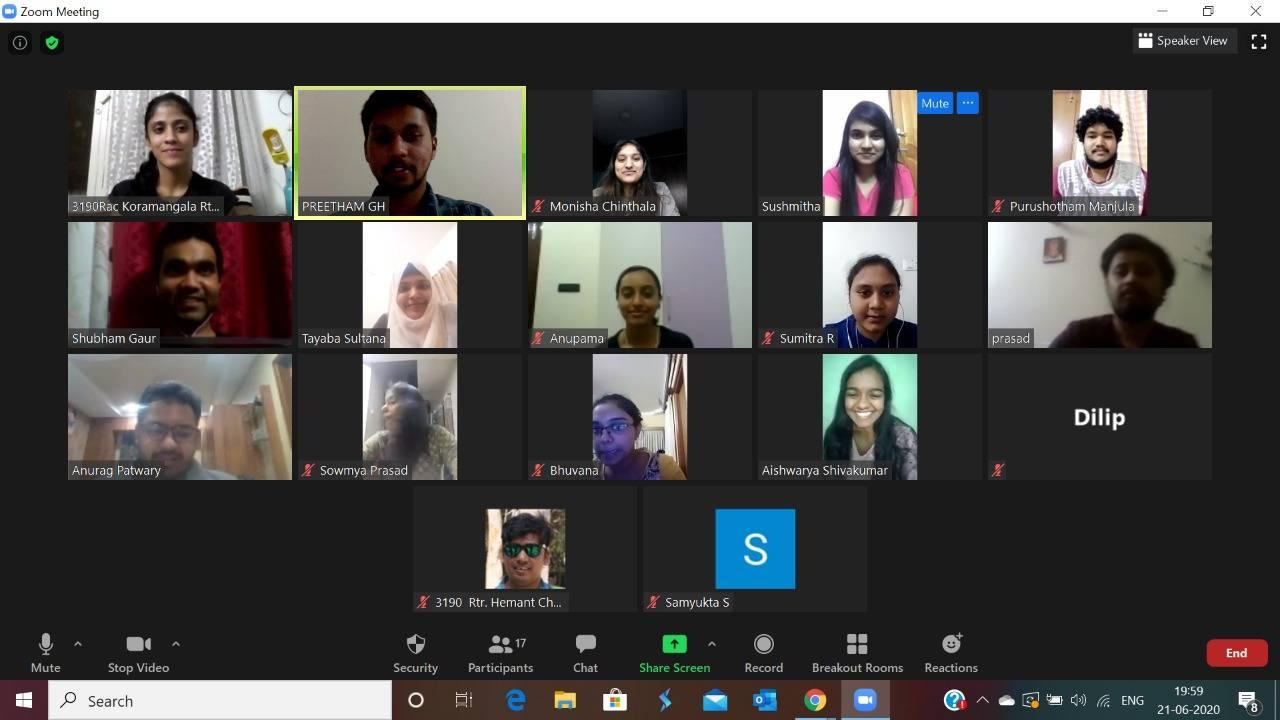 Zoom Meeting
Speaker View
3190Rac Koramangala Rt...
PREETHAM GH
Monisha Chinthala
Sushmitha
Mute
...
Purushotham Manjula
Shubham Gaur
Tayaba Sultana
Anupama
Sumitra R
prasad
Anurag Patwary
Sowmya Prasad
Bhuvana
Aishwarya Shivakumar
Dilip
3190 Rtr. Hemant Ch...
S
Samyukta S
Mute
Stop Video
Security
17
Participants
Chat
Share Screen
Record
Breakout Rooms
Reactions
End
Search
ENG
19:59
21-06-2020
8